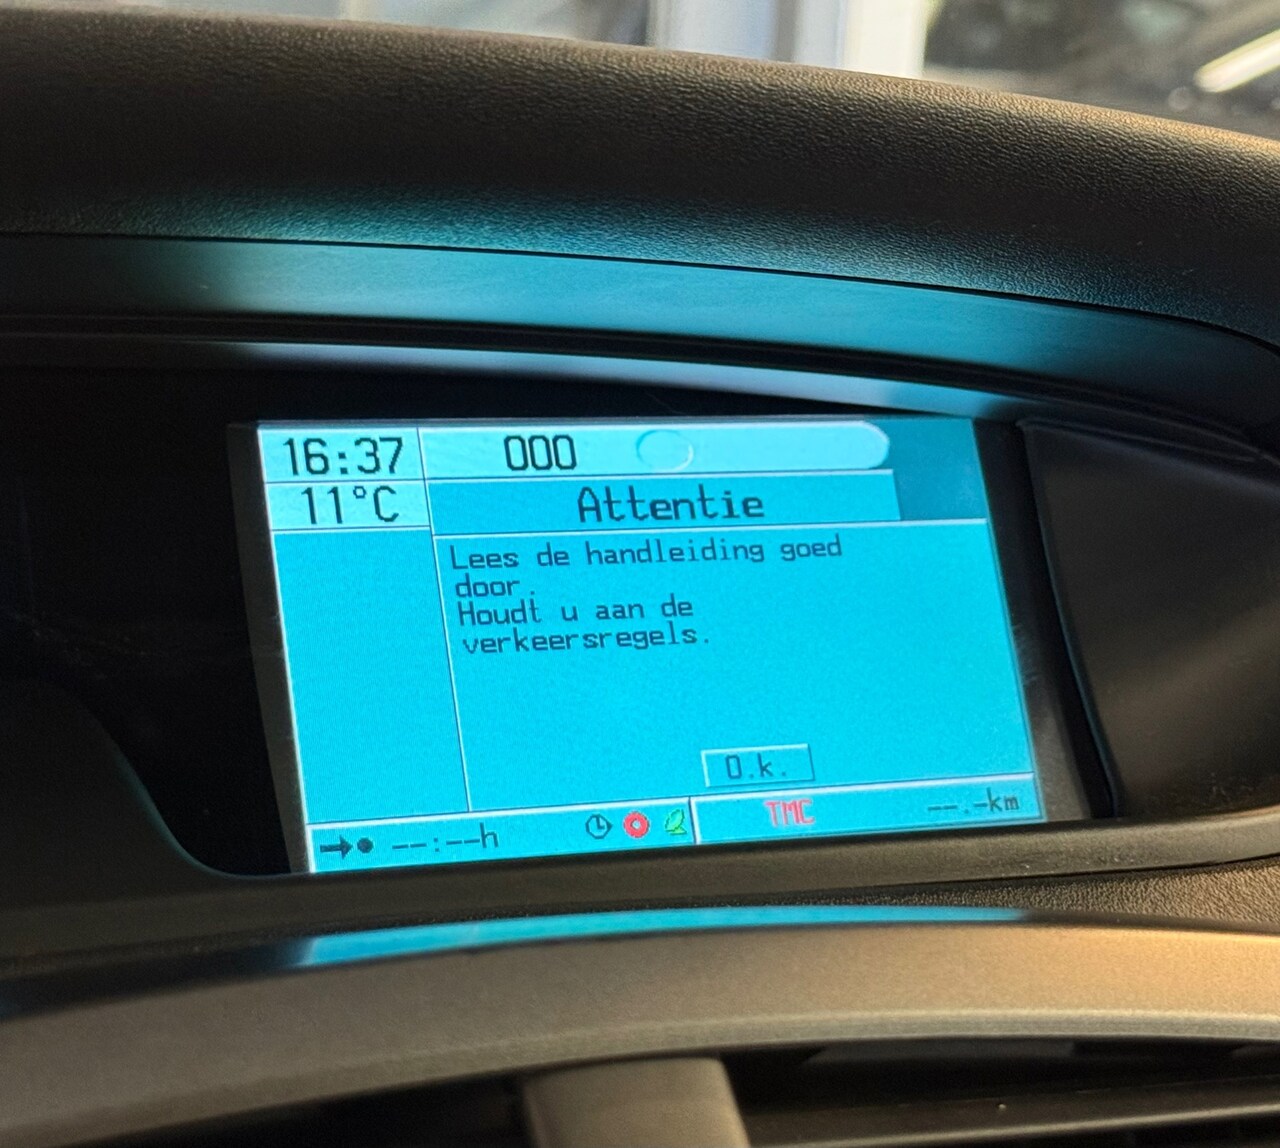 16:37
000
11°C
Attentie
Lees de handleiding goed
door.
Houdt u aan de
verkeersregels.
O.k.
--:--h
TMC
--.-km